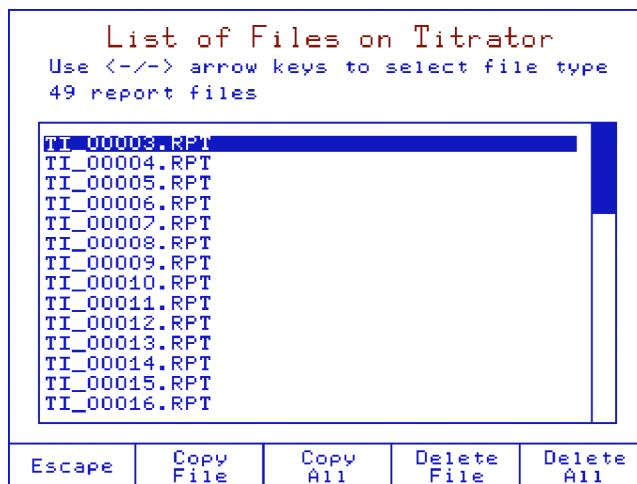 List of Files on Titrator
Use <-/-> arrow keys to select file type
49 report files
TI_00003.RPT
TI_00004.RPT
TI_00005.RPT
TI_00006.RPT
TI_00007.RPT
TI_00008.RPT
TI_00009.RPT
TI_00010.RPT
TI_00011.RPT
TI_00012.RPT
TI_00013.RPT
TI_00014.RPT
TI_00015.RPT
TI_00016.RPT
Escape
Copy
File
Copy
All
Delete
File
Delete
All